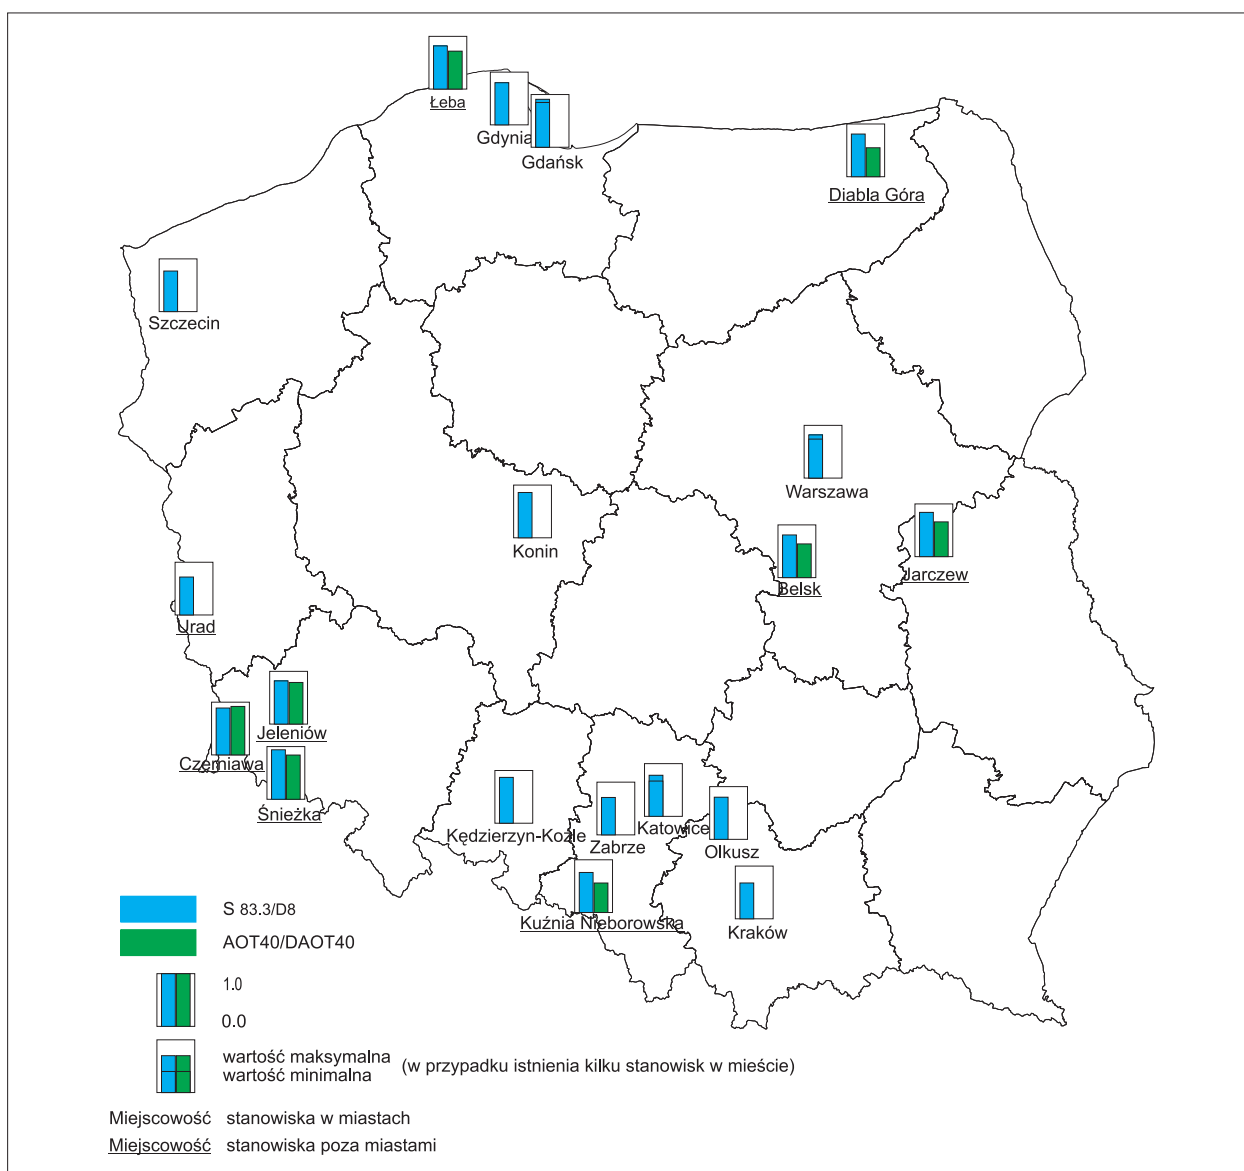 Łeba
Gdynia
Gdańsk
Diabla Góra
Szczecin
Warszawa
Konin
Belsk
Jarczew
Urad
Jeleniów
Czerniawa
Śnieżka
Kędzierzyn-Koźle
Zabrze
Katowice
Olkusz
Kuźnia Nieborowska
Kraków
S 83.3/D8
AOT40/DAOT40
1.0
0.0
wartość maksymalna
wartość minimalna
(w przypadku istnienia kilku stanowisk w mieście)
Miejscowość stanowiska w miastach
Miejscowość stanowiska poza miastami